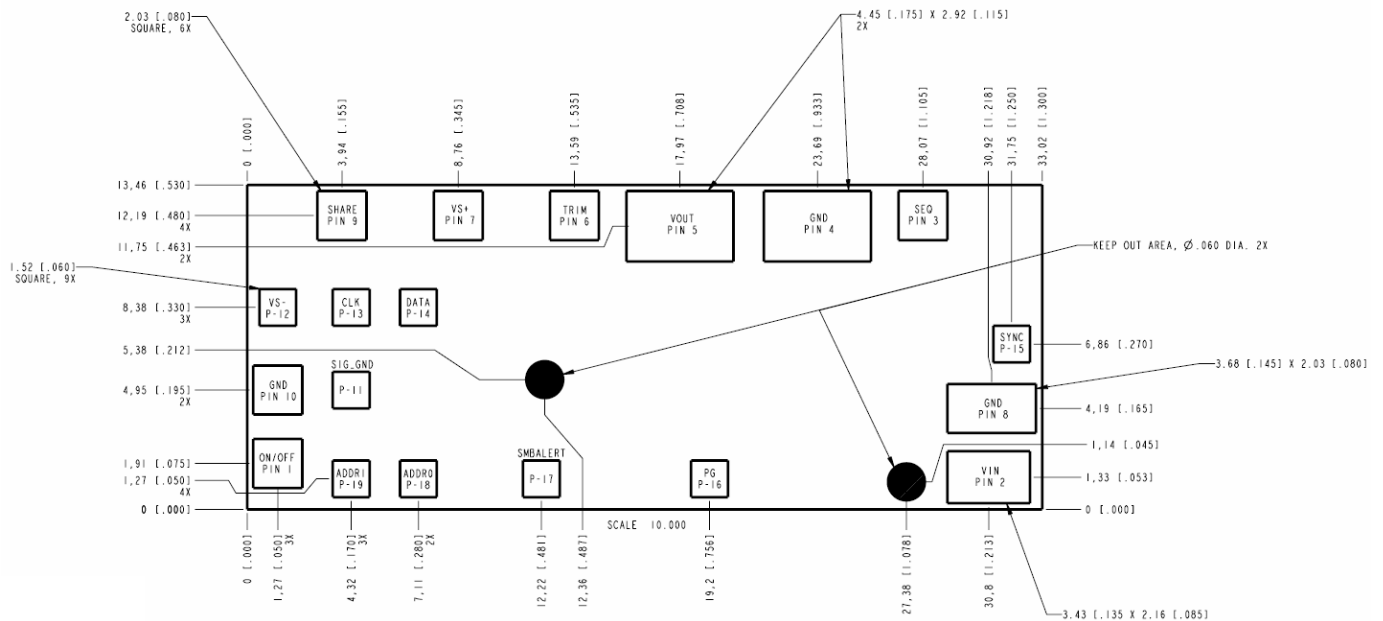 2.03 [.080]
SQUARE, 6X
4.45 [.175] X 2.92 [.115]
2X
0 [.000]
3,94 [.155]
8,76 [.345]
13,59 [.535]
17,97 [.708]
23,69 [.933]
28,07 [1.105]
30,92 [1.218]
31,75 [1.250]
33,02 [1.300]
13,46 [.530]
12,19 [.480]
4X
11,75 [.463]
2X
SHARE
PIN 9
VS+
PIN 7
TRIM
PIN 6
VOUT
PIN 5
GND
PIN 4
SEQ
PIN 3
KEEP OUT AREA, Ø.060 DIA. 2X
1.52 [.060]
SQUARE, 9X
8,38 [.330]
3X
VS-
P-12
CLK
P-13
DATA
P-14
SYNC
P-15
6,86 [.270]
5,38 [.212]
3.68 [.145] X 2.03 [.080]
4,95 [.195]
2X
GND
PIN 10
SIG_GND
P-11
GND
PIN 8
4,19 [.165]
1,14 [.045]
1,91 [.075]
1,27 [.050]
4X
ON/OFF
PIN 1
ADDR1
P-19
ADDR0
P-18
SMBALERT
P-17
PG
P-16
VIN
PIN 2
1,33 [.053]
0 [.000]
0 [.000]
SCALE 10.000
0 [.000]
1,27 [.050]
3X
4,32 [.170]
3X
7,11 [.280]
2X
12,22 [.481]
12,36 [.487]
19,2 [.756]
27,38 [1.078]
30,8 [1.213]
3.43 [.135 X 2.16 [.085]